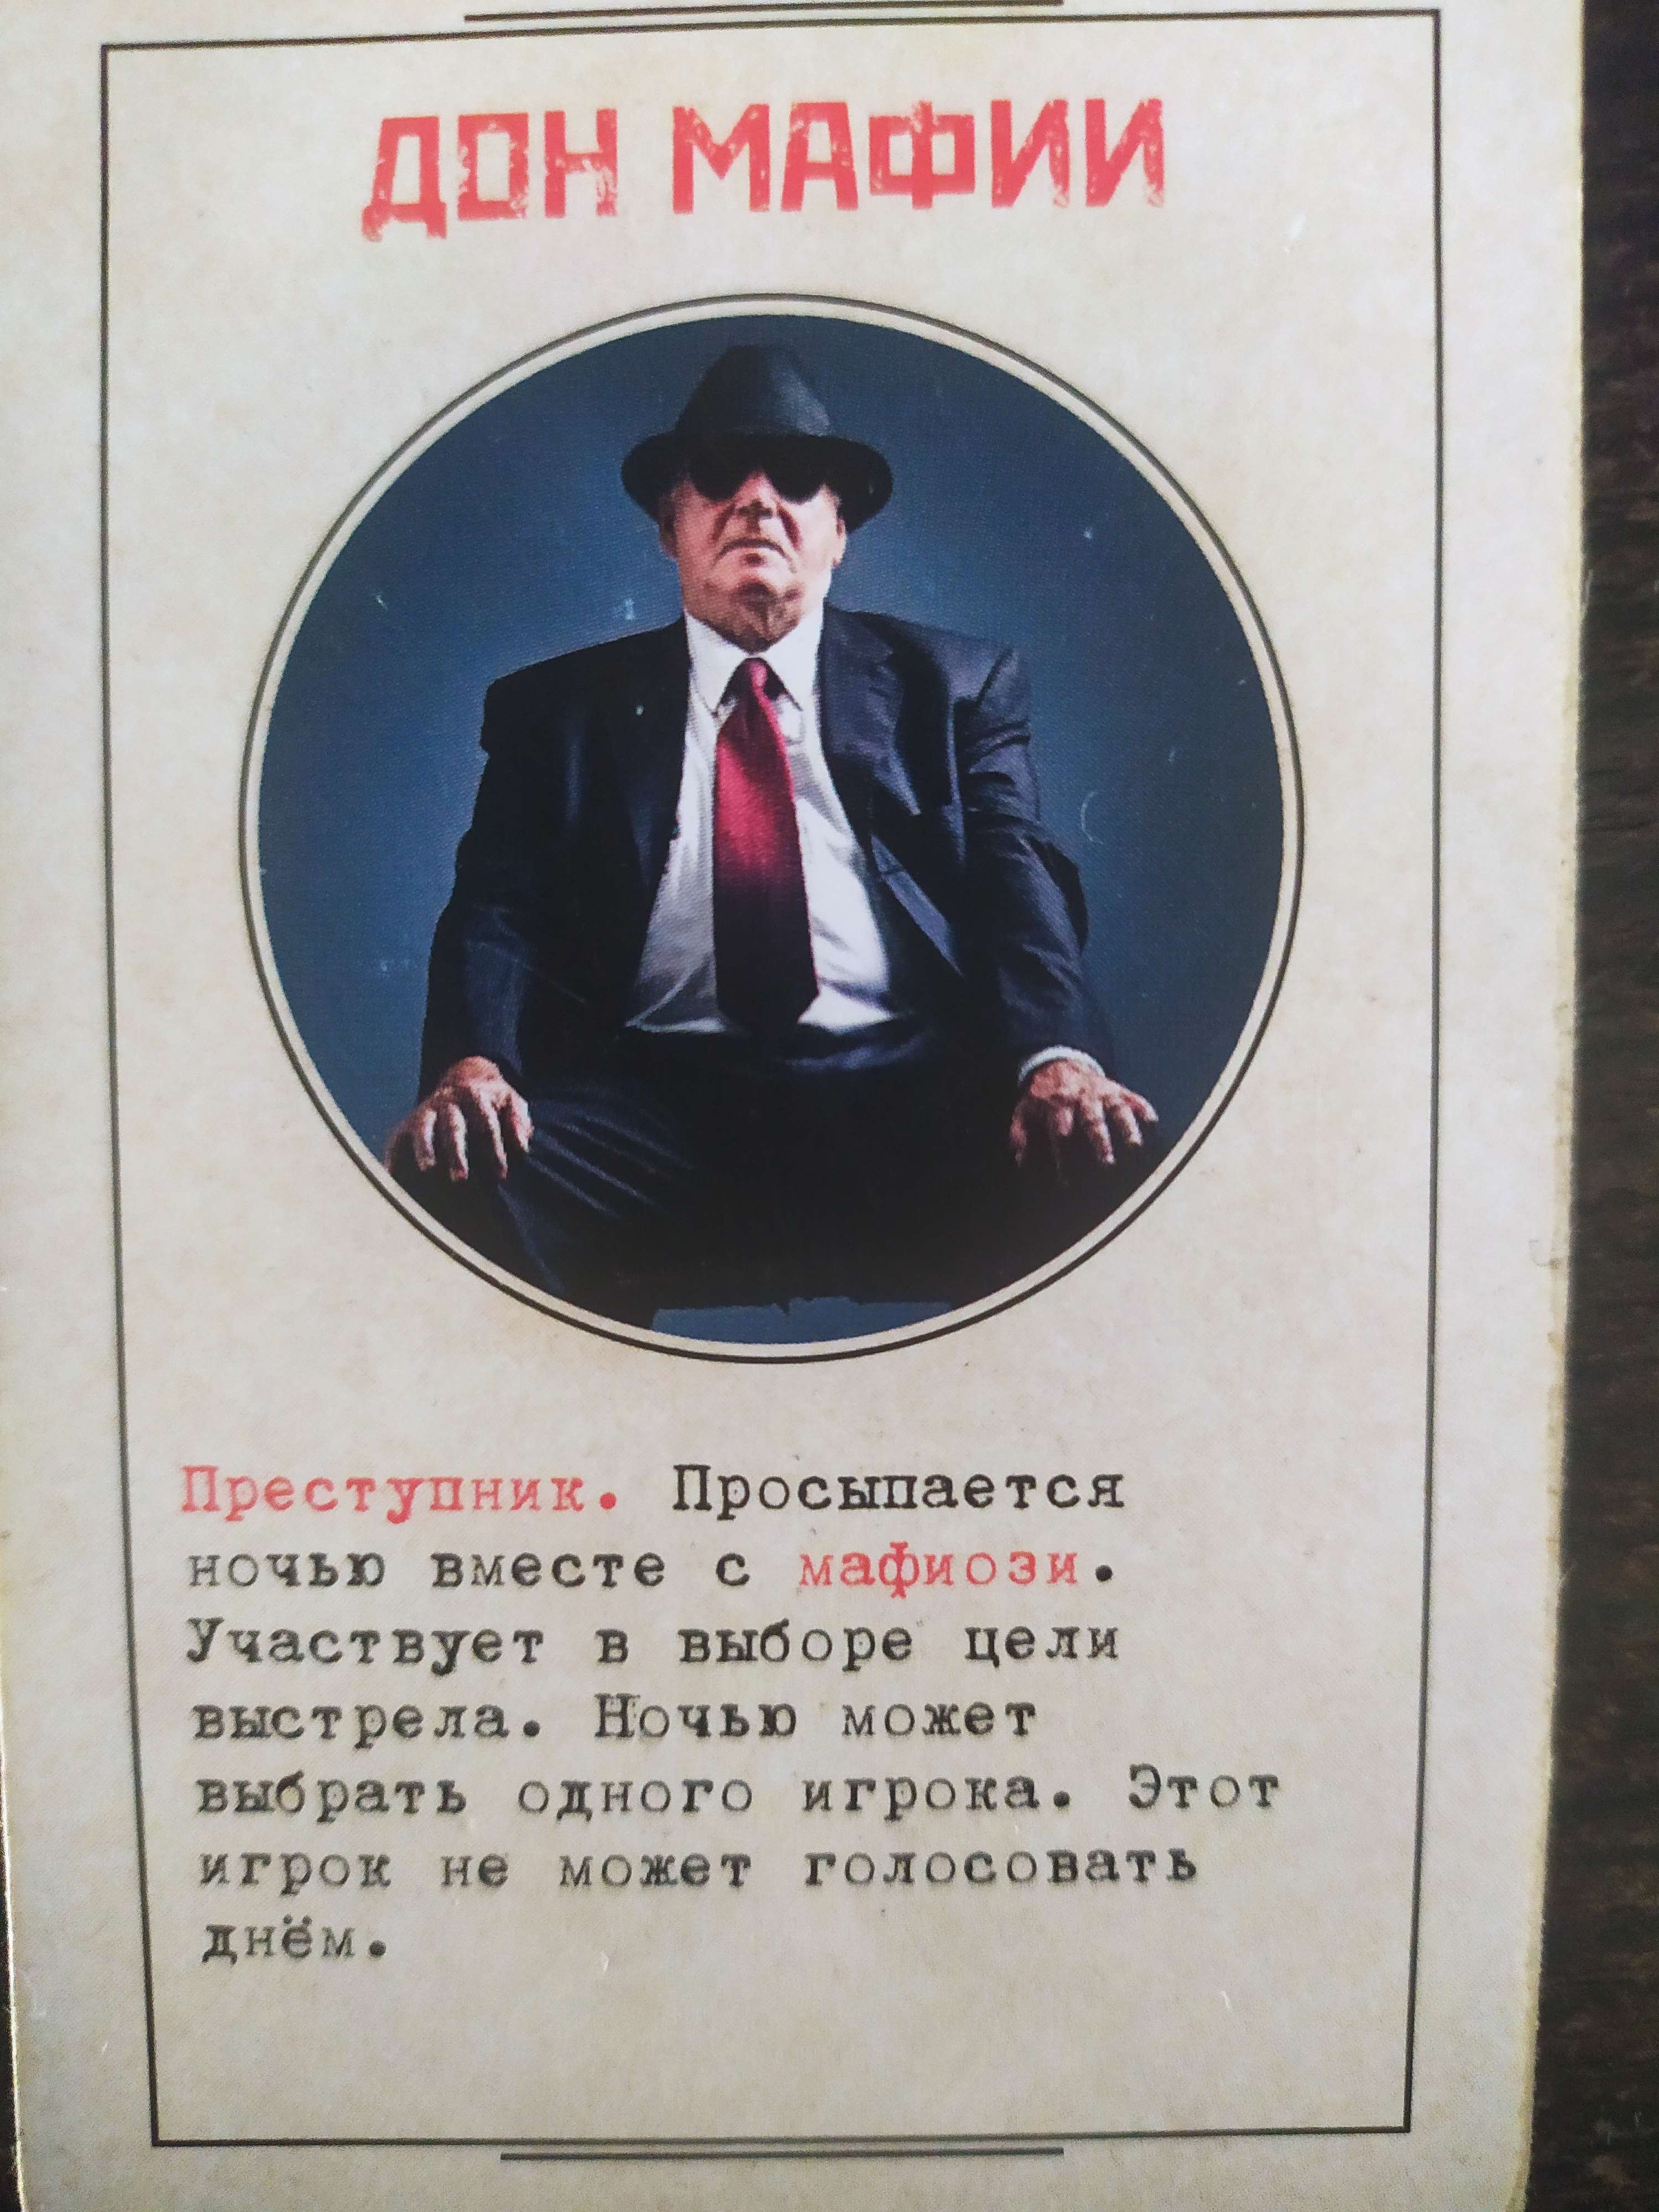 ДОН МАФИИ
Преступник. Просыпается
ночью вместе с мафиози.
Участвует в выборе цели
выстрела. Ночью может
выбрать одного игрока. Этот
игрок не может голосовать
днём.